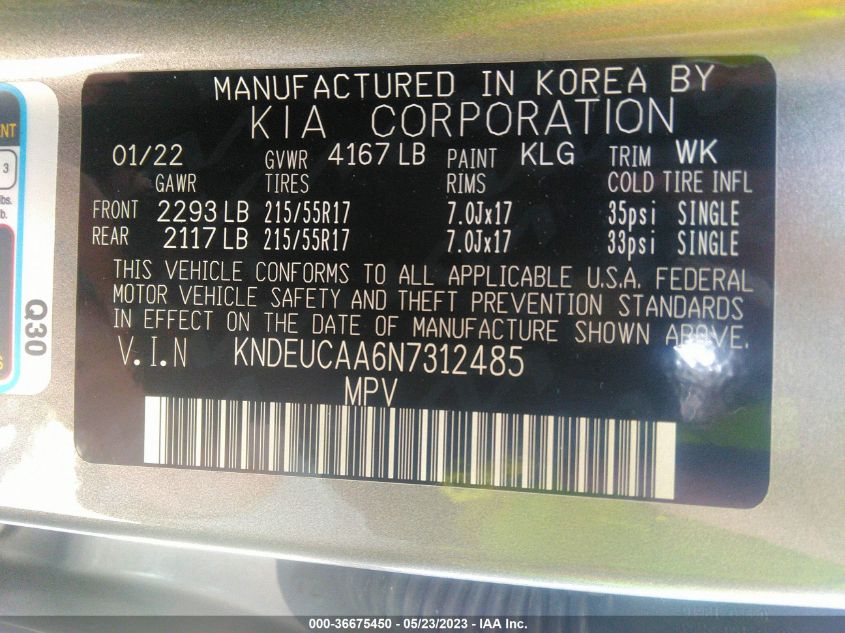 MANUFACTURED IN KOREA BY
KIA CORPORATION
01/22 GVWR 4167 LB PAINT KLG TRIM WK
GAWR TIRES RIMS COLD TIRE INFL
FRONT 2293 LB 215/55R17 7.0Jx17 35psi SINGLE
REAR 2117 LB 215/55R17 7.0Jx17 33psi SINGLE
THIS VEHICLE CONFORMS TO ALL APPLICABLE U.S.A. FEDERAL
MOTOR VEHICLE SAFETY AND THEFT PREVENTION STANDARDS
IN EFFECT ON THE DATE OF MANUFACTURE SHOWN ABOVE.
V.I.N KNDEUCAA6N7312485
MPV
3
Q30
000-36675450 - 05/23/2023 - IAA Inc.